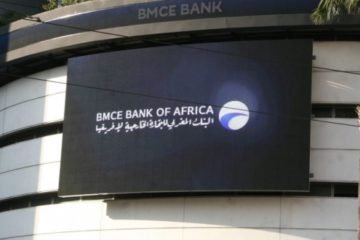 BMCE BANK
BMCE BANK OF AFRICA
البنك المغربي للتجارة الخارجية لإفريقيا